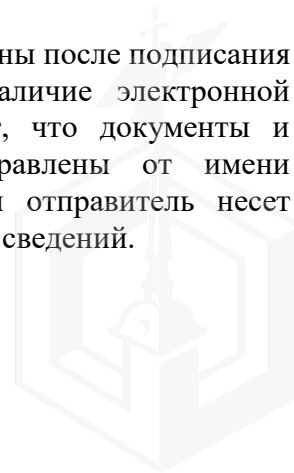 ны после подписания
аличие электронной
, что документы и
равлены от имени
отправитель несет
сведений.